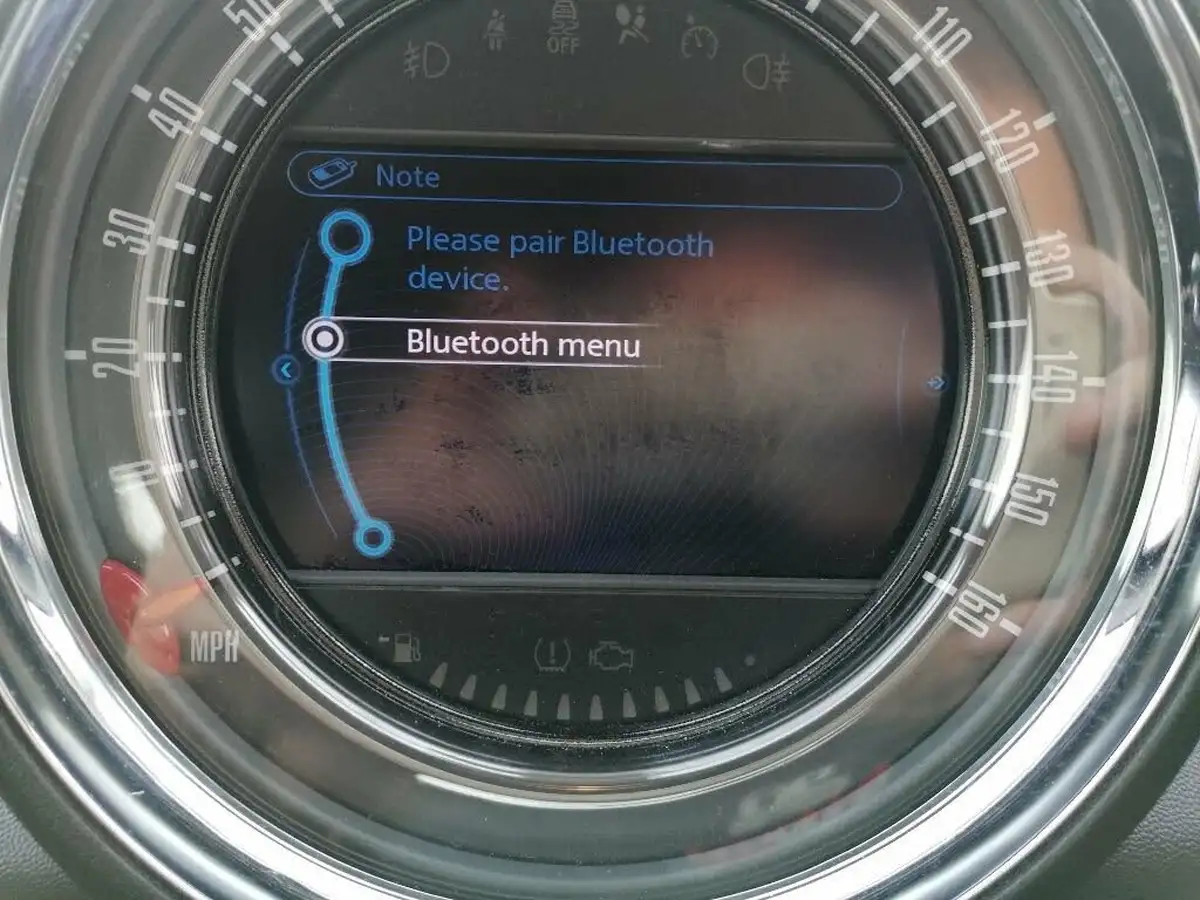 50
OFF
110
40
120
Note
30
Please pair Bluetooth
device.
130
Bluetooth menu
20
140
10
150
160
MPH